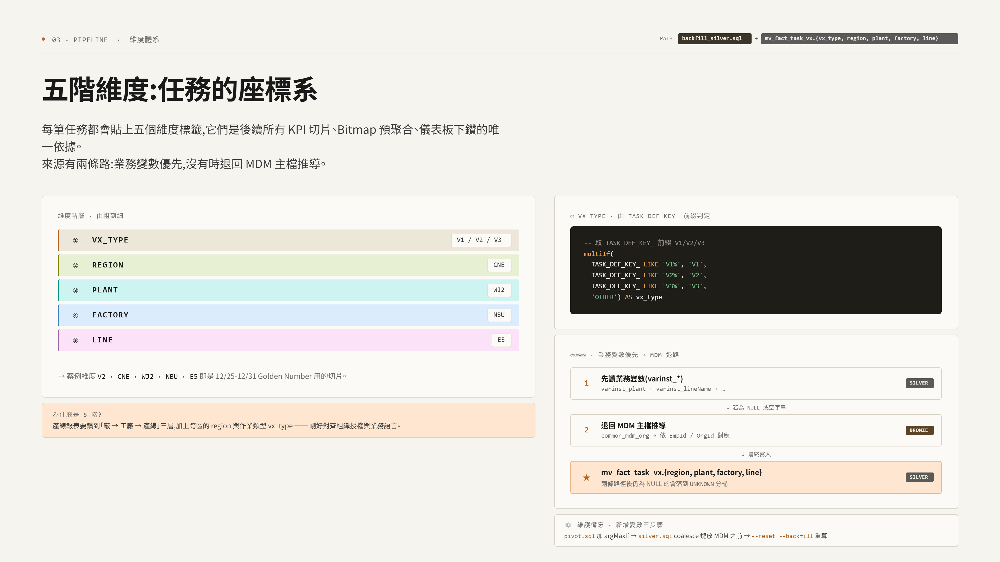 03 · PIPELINE · 維度體系
PATH backfill_silver.sql → mv_fact_task_vx.{vx_type, region, plant, factory, line}
五階維度:任務的座標系
每筆任務都會貼上五個維度標籤,它們是後續所有 KPI 切片、Bitmap 預聚合、儀表板下鑽的唯
一依據。
來源有兩條路:業務變數優先,沒有時退回 MDM 主檔推導。
維度階層 · 由粗到細
① VX_TYPE V1 / V2 / V3
② REGION CNE
③ PLANT WJ2
④ FACTORY NBU
⑤ LINE E5
→ 案例維度 V2 · CNE · WJ2 · NBU · E5 即是 12/25-12/31 Golden Number 用的切片。
為什麼是 5 階?
產線報表要鑽到「廠 → 工廠 → 產線」三層,加上跨區的 region 與作業類型 vx_type —— 剛好對齊組織授權與業務語言。
① VX_TYPE · 由 TASK_DEF_KEY_ 前綴判定
-- 取 TASK_DEF_KEY_ 前綴 V1/V2/V3
multiIf(
TASK_DEF_KEY_ LIKE 'V1%', 'V1',
TASK_DEF_KEY_ LIKE 'V2%', 'V2',
TASK_DEF_KEY_ LIKE 'V3%', 'V3',
'OTHER') AS vx_type
②③④⑤ · 業務變數優先 → MDM 退路
1 先讀業務變數(varinst_*) SILVER
varinst_plant · varinst_lineName · …
↓ 若為 NULL 或空字串
2 退回 MDM 主檔推導 BRONZE
common_mdm_org → 依 EmpId / OrgId 對應
↓ 最終寫入
★ mv_fact_task_vx.{region, plant, factory, line} SILVER
兩條路徑後仍為 NULL 的會落到 UNKNOWN 分桶
⚙️ 維護備忘 · 新增變數三步驟
pivot.sql 加 argMaxIf → silver.sql coalesce 鏈放 MDM 之前 → --reset --backfill 重算